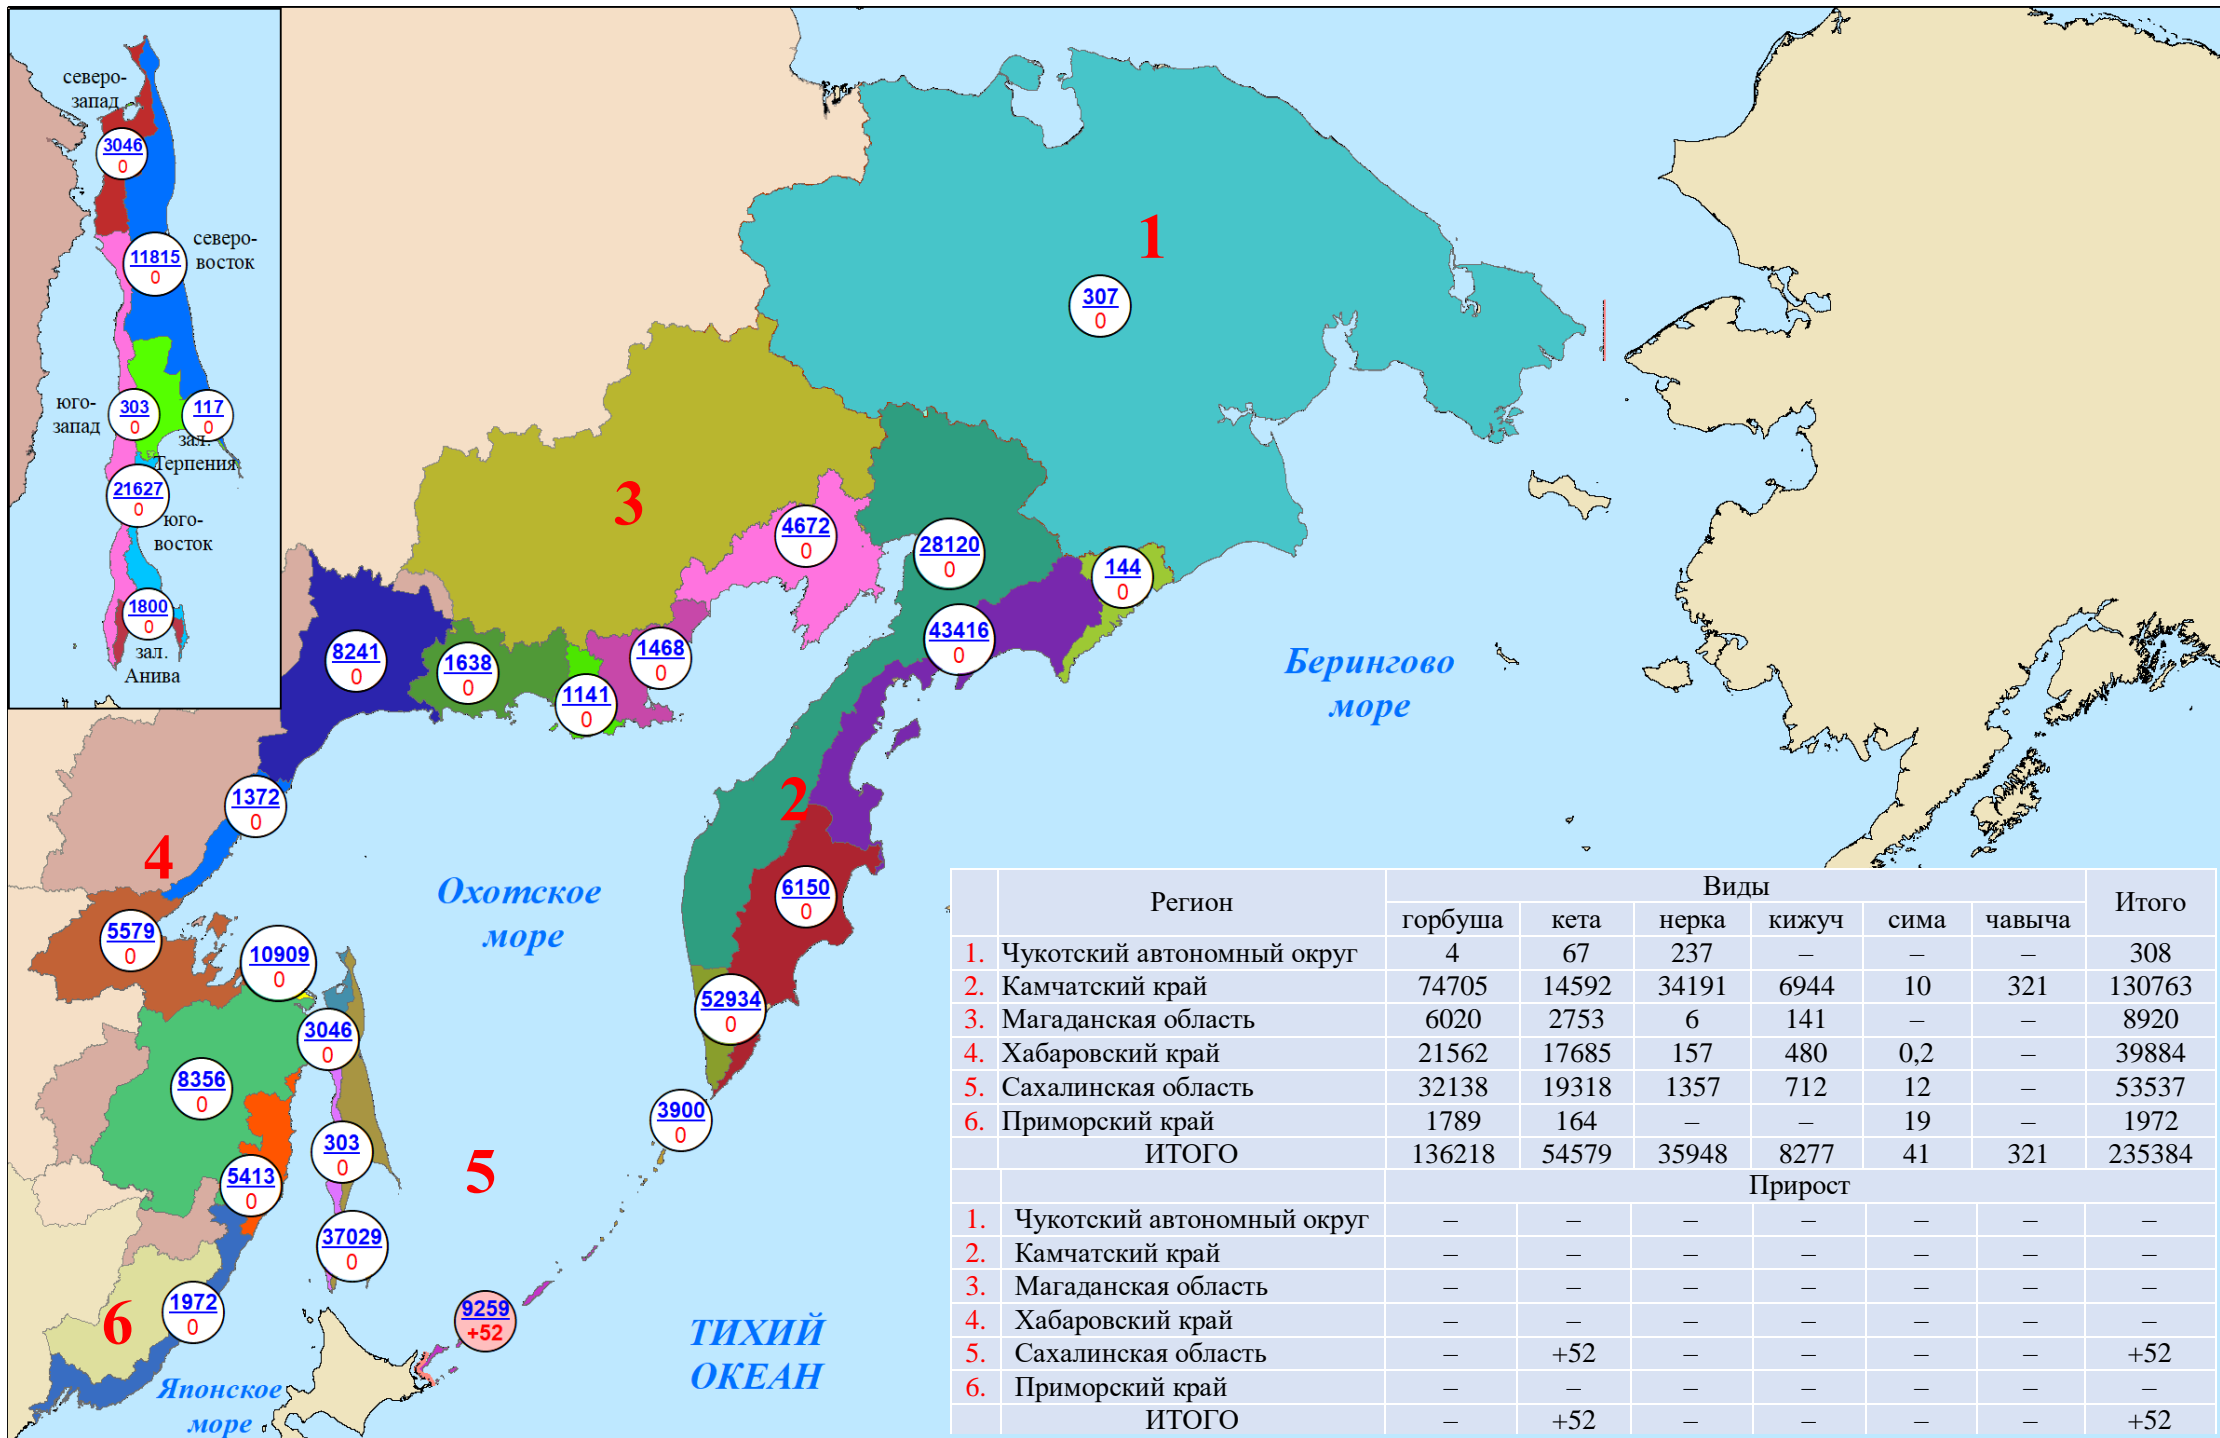 северо-
запад
3046
0
северо-
восток
11815
0
юго-
запад
303
0
117
0
зал.
Терпения
21627
0
юго-
восток
1800
0
зал.
Анива
1
307
0
3
4672
0
28120
0
144
0
43416
0
8241
0
1638
0
1141
0
1468
0
Берингово
море
1372
0
4
2
6150
0
Охотское
море
5579
0
10909
0
52934
0
3046
0
8356
0
3900
0
303
0
5
5413
0
37029
0
6
1972
0
9259
+52
ТИХИЙ
ОКЕАН
Японское
море
Регион Виды Итого
горбуша кета нерка кижуч сима чавыча
1. Чукотский автономный округ 4 67 237 – – – 308
2. Камчатский край 74705 14592 34191 6944 10 321 130763
3. Магаданская область 6020 2753 6 141 – – 8920
4. Хабаровский край 21562 17685 157 480 0,2 – 39884
5. Сахалинская область 32138 19318 1357 712 12 – 53537
6. Приморский край 1789 164 – – 19 – 1972
ИТОГО 136218 54579 35948 8277 41 321 235384
Прирост
1. Чукотский автономный округ – – – – – – –
2. Камчатский край – – – – – – –
3. Магаданская область – – – – – – –
4. Хабаровский край – – – – – – –
5. Сахалинская область – +52 – – – – +52
6. Приморский край – – – – – – –
ИТОГО – +52 – – – – +52